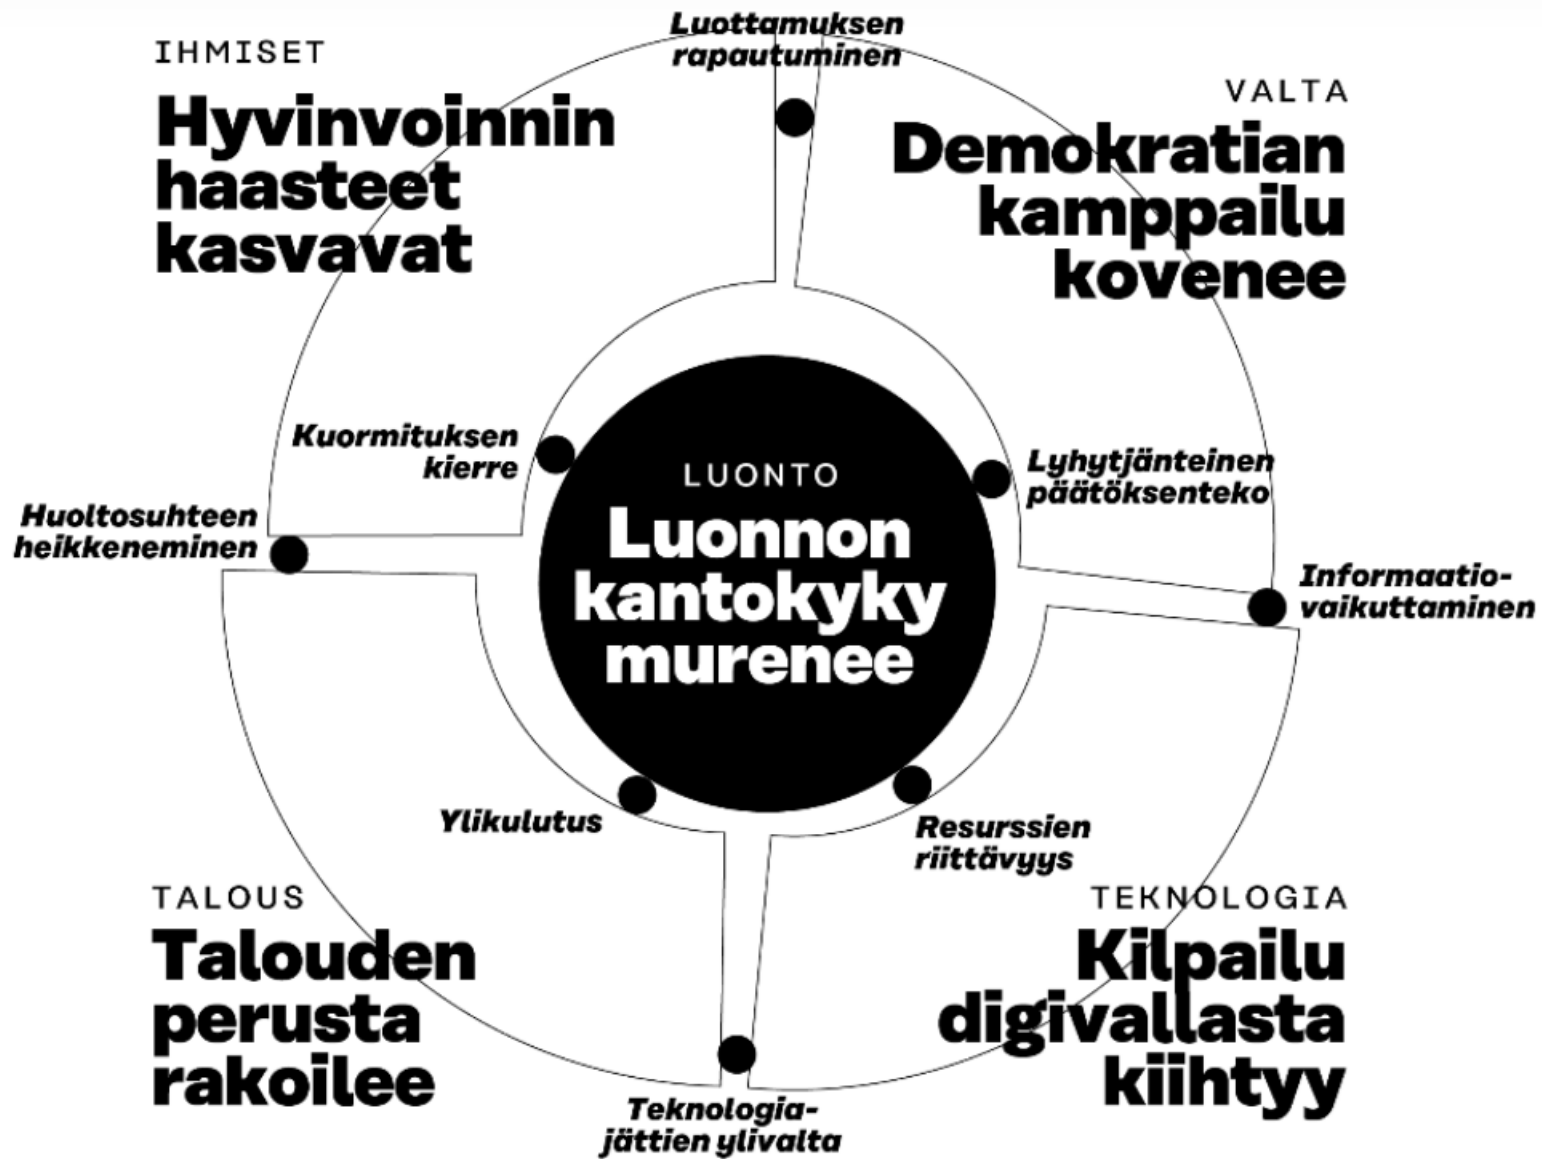 Luottamuksen
rapautuminen
IHMISET
Hyvinvoinnin
haasteet
kasvavat
VALTA
Demokratian
kamppailu
kovenee
Kuormituksen
kierre
Lyhytjänteinen
päätöksenteko
Huoltosuhteen
heikkeneminen
LUONTO
Luonnon
kantokyky
murenee
Informaatio-
vaikuttaminen
Ylikulutus
Resurssien
riittävyys
TALOUS
Talouden
perusta
rakoilee
TEKNOLOGIA
Kilpailu
digivallasta
kiihtyy
Teknologia-
jättien ylivalta